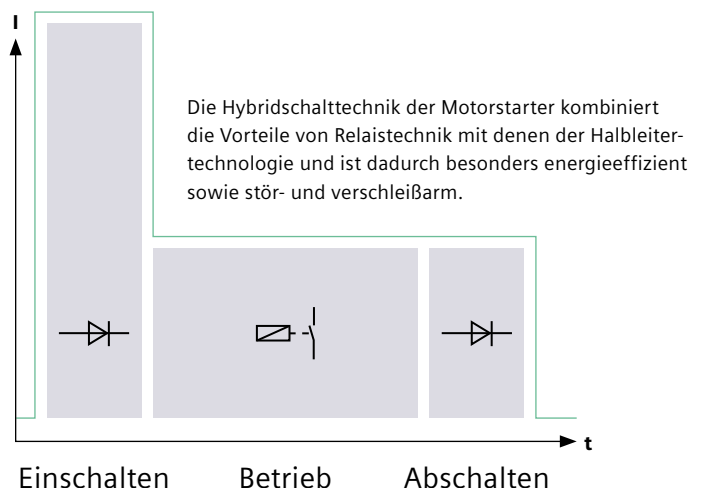 I
Die Hybridschalttechnik der Motorstarter kombiniert
die Vorteile von Relaistechnik mit denen der Halbleiter-
technologie und ist dadurch besonders energieeffizient
sowie stör- und verschleißarm.
t
Einschalten Betrieb Abschalten